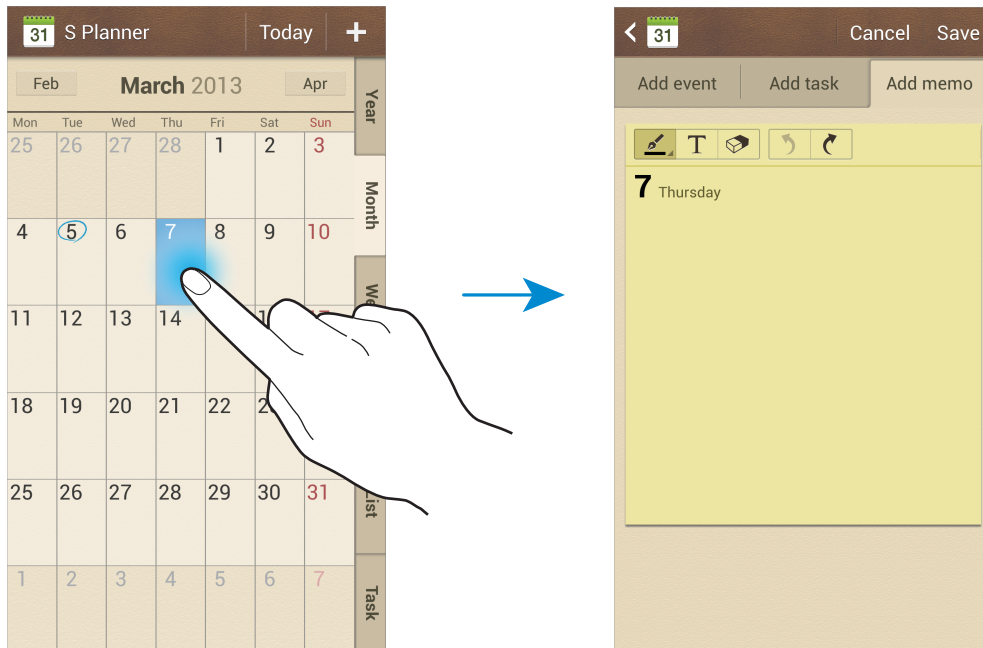 31 S Planner Today +
Feb March 2013 Apr
Mon Tue Wed Thu Fri Sat Sun
25 26 27 28 1 2 3
4 5 6 7 8 9 10
11 12 13 14
18 19 20 21 22
25 26 27 28 29 30 31
1 2 3 4 5 6 7
Year
Month
Task
31 Cancel Save
Add event Add task Add memo
T
7 Thursday